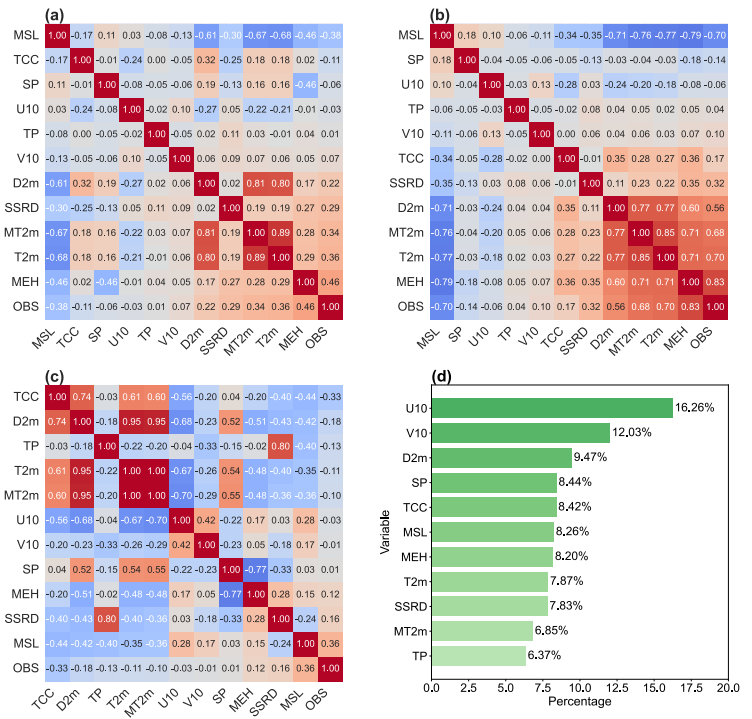 (a)
MSL 1.00 -0.17 0.11 0.03 -0.08 -0.13 -0.61 -0.30 -0.67 -0.68 -0.46 -0.38
TCC -0.17 1.00 -0.01 -0.24 0.00 -0.05 0.32 -0.25 0.18 0.18 0.02 -0.11
SP 0.11 -0.01 1.00 -0.08 -0.05 -0.06 0.19 -0.13 0.16 0.16 -0.46 -0.06
U10 0.03 -0.24 -0.08 1.00 -0.02 0.10 -0.27 0.05 -0.22 -0.21 -0.01 -0.03
TP -0.08 0.00 -0.05 -0.02 1.00 -0.05 0.02 0.11 0.03 -0.01 0.04 0.01
V10 -0.13 -0.05 -0.06 0.10 -0.05 1.00 0.06 0.09 0.07 0.06 0.05 0.07
D2m -0.61 0.32 0.19 -0.27 0.02 0.06 1.00 0.02 0.81 0.80 0.17 0.22
SSRD -0.30 -0.25 -0.13 0.05 0.11 0.09 0.02 1.00 0.19 0.19 0.27 0.29
MT2m -0.67 0.18 0.16 -0.22 0.03 0.07 0.81 0.19 1.00 0.89 0.28 0.34
T2m -0.68 0.18 0.16 -0.21 -0.01 0.06 0.80 0.19 0.89 1.00 0.29 0.36
MEH -0.46 0.02 -0.46 -0.01 0.04 0.05 0.17 0.27 0.28 0.29 1.00 0.46
OBS -0.38 -0.11 -0.06 -0.03 0.01 0.07 0.22 0.29 0.34 0.36 0.46 1.00
MSL TCC SP U10 TP V10 D2m SSRD MT2m T2m MEH OBS
(b)
MSL 1.00 0.18 0.10 -0.06 -0.11 -0.34 -0.35 -0.71 -0.76 -0.77 -0.79 -0.70
SP 0.18 1.00 -0.04 -0.05 -0.06 -0.05 -0.13 -0.03 -0.04 -0.03 -0.18 -0.14
U10 0.10 -0.04 1.00 -0.03 0.13 -0.28 0.03 -0.24 -0.20 -0.18 -0.08 -0.06
TP -0.06 -0.05 -0.03 1.00 -0.05 -0.02 0.08 0.04 0.05 0.02 0.05 0.04
V10 -0.11 -0.06 0.13 -0.05 1.00 0.00 0.06 0.04 0.06 0.03 0.07 0.10
TCC -0.34 -0.05 -0.28 -0.02 0.00 1.00 -0.01 0.35 0.28 0.27 0.36 0.17
SSRD -0.35 -0.13 0.03 0.08 0.06 -0.01 1.00 0.11 0.23 0.22 0.35 0.32
D2m -0.71 -0.03 -0.24 0.04 0.04 0.35 0.11 1.00 0.77 0.77 0.60 0.56
MT2m -0.76 -0.04 -0.20 0.05 0.06 0.28 0.23 0.77 1.00 0.85 0.71 0.68
T2m -0.77 -0.03 -0.18 0.02 0.03 0.27 0.22 0.77 0.85 1.00 0.71 0.70
MEH -0.79 -0.18 -0.08 0.05 0.07 0.36 0.35 0.60 0.71 0.71 1.00 0.83
OBS -0.70 -0.14 -0.06 0.04 0.10 0.17 0.32 0.56 0.68 0.70 0.83 1.00
MSL SP U10 TP V10 TCC SSRD D2m MT2m T2m MEH OBS
(c)
TCC 1.00 0.74 -0.03 0.61 0.60 -0.56 -0.20 0.04 -0.20 -0.40 -0.44 -0.33
D2m 0.74 1.00 -0.18 0.95 0.95 -0.68 -0.23 0.52 -0.51 -0.43 -0.42 -0.18
TP -0.03 -0.18 1.00 -0.22 -0.20 -0.04 -0.33 -0.15 -0.02 0.80 -0.40 -0.13
T2m 0.61 0.95 -0.22 1.00 1.00 -0.67 -0.26 0.54 -0.48 -0.40 -0.35 -0.11
MT2m 0.60 0.95 -0.20 1.00 1.00 -0.70 -0.29 0.55 -0.48 -0.36 -0.36 -0.10
U10 -0.56 -0.68 -0.04 -0.67 -0.70 1.00 0.42 -0.22 0.17 0.03 0.28 -0.03
V10 -0.20 -0.23 -0.33 -0.26 -0.29 0.42 1.00 -0.23 0.05 -0.18 0.17 -0.01
SP 0.04 0.52 -0.15 0.54 0.55 -0.22 -0.23 1.00 -0.77 -0.33 0.03 0.01
MEH -0.20 -0.51 -0.02 -0.48 -0.48 0.17 0.05 -0.77 1.00 0.28 0.15 0.12
SSRD -0.40 -0.43 0.80 -0.40 -0.36 0.03 -0.18 -0.33 0.28 1.00 -0.24 0.16
MSL -0.44 -0.42 -0.40 -0.35 -0.36 0.28 0.17 0.03 0.15 -0.24 1.00 0.36
OBS -0.33 -0.18 -0.13 -0.11 -0.10 -0.03 -0.01 0.01 0.12 0.16 0.36 1.00
TCC D2m TP T2m MT2m U10 V10 SP MEH SSRD MSL OBS
(d)
Variable
U10 16.26%
V10 12.03%
D2m 9.47%
SP 8.44%
TCC 8.42%
MSL 8.26%
MEH 8.20%
T2m 7.87%
SSRD 7.83%
MT2m 6.85%
TP 6.37%
0.0 2.5 5.0 7.5 10.0 12.5 15.0 17.5 20.0
Percentage